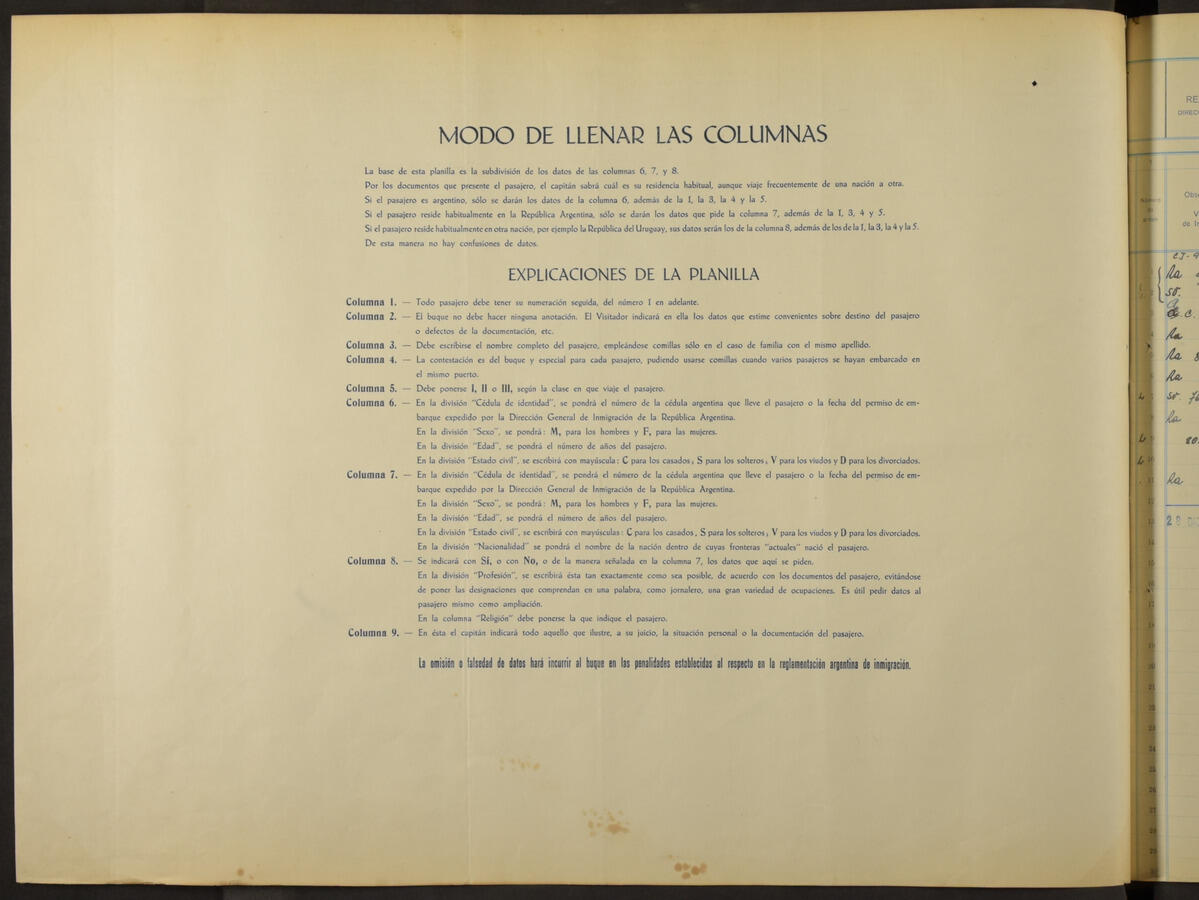 MODO DE LLENAR LAS COLUMNAS
La base de esta planilla es la subdivisión de los datos de las columnas 6, 7, y 8.
Por los documentos que presente el pasajero, el capitán sabrá cuál es su residencia habitual, aunque viaje frecuentemente de una nación a otra.
Si el pasajero es argentino, sólo se darán los datos de la columna 6, además de la 1, la 3, la 4 y la 5.
Si el pasajero reside habitualmente en la República Argentina, sólo se darán los datos que pide la columna 7, además de la 1, 3, 4 y 5.
Si el pasajero reside habitualmente en otra nación, por ejemplo la República del Uruguay, sus datos serán los de la columna 8, además de los de la 1, la 3, la 4 y la 5.
De esta manera no hay confusiones de datos.
EXPLICACIONES DE LA PLANILLA
Columna 1. — Todo pasajero debe tener su numeración seguida, del número 1 en adelante.
Columna 2. — El buque no debe hacer ninguna anotación. El Visitador indicará en ella los datos que estime convenientes sobre destino del pasajero
o defectos de la documentación, etc.
Columna 3. — Debe escribirse el nombre completo del pasajero, empleándose comillas sólo en el caso de familia con el mismo apellido.
Columna 4. — La contestación es del buque y especial para cada pasajero, pudiendo usarse comillas cuando varios pasajeros se hayan embarcado en
el mismo puerto.
Columna 5. — Debe ponerse I, II o III, según la clase en que viaje el pasajero.
Columna 6. — En la división "Cédula de identidad", se pondrá el número de la cédula argentina que lleve el pasajero o la fecha del permiso de em-
barque expedido por la Dirección General de Inmigración de la República Argentina.
En la división "Sexo", se pondrá: M, para los hombres y F, para las mujeres.
En la división "Edad", se pondrá el número de años del pasajero.
En la división "Estado civil", se escribirá con mayúscula: C para los casados; S para los solteros; V para los viudos y D para los divorciados.
Columna 7. — En la división "Cédula de identidad", se pondrá el número de la cédula argentina que lleve el pasajero o la fecha del permiso de em-
barque expedido por la Dirección General de Inmigración de la República Argentina.
En la división "Sexo", se pondrá: M, para los hombres y F, para las mujeres.
En la división "Edad", se pondrá el número de años del pasajero.
En la división "Estado civil", se escribirá con mayúsculas: C para los casados; S para los solteros; V para los viudos y D para los divorciados.
En la división "Nacionalidad" se pondrá el nombre de la nación dentro de cuyas fronteras "actuales" nació el pasajero.
Columna 8. — Se indicará con Sí, o con No, o de la manera señalada en la columna 7, los datos que aquí se piden.
En la división "Profesión", se escribirá ésta tan exactamente como sea posible, de acuerdo con los documentos del pasajero, evitándose
de poner las designaciones que comprendan en una palabra, como jornalero, una gran variedad de ocupaciones. Es útil pedir datos al
pasajero mismo como ampliación.
En la columna "Religión" debe ponerse la que indique el pasajero.
Columna 9. — En ésta el capitán indicará todo aquello que ilustre, a su juicio, la situación personal o la documentación del pasajero.
La omisión o falsedad de datos hará incurrir al buque en las penalidades establecidas al respecto en la reglamentación argentina de inmigración.